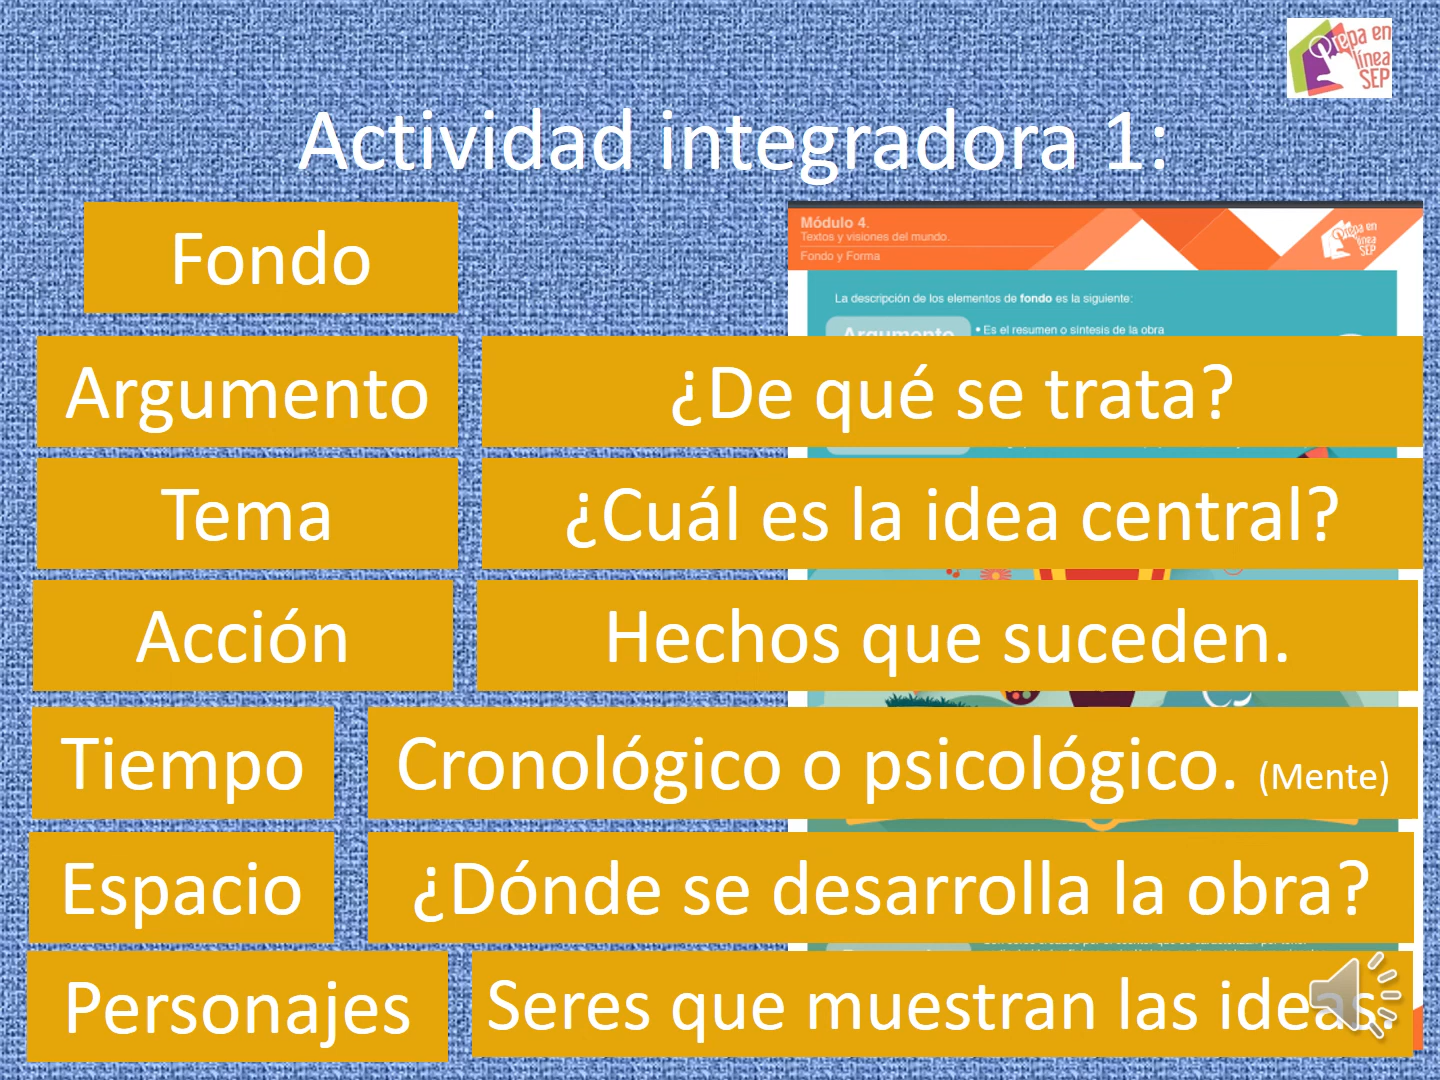 Prepa en
línea
SEP
Actividad integradora 1:
Fondo
Módulo 4.
Textos y visiones del mundo.
Fondo y Forma
Prepa en
línea
SEP
La descripción de los elementos de fondo es la siguiente:
Argumento
• Es el resumen o síntesis de la obra
Argumento
¿De qué se trata?
Tema
¿Cuál es la idea central?
Acción
Hechos que suceden.
Tiempo
Cronológico o psicológico. (Mente)
Espacio
¿Dónde se desarrolla la obra?
Personajes
Seres que muestran las ideas.